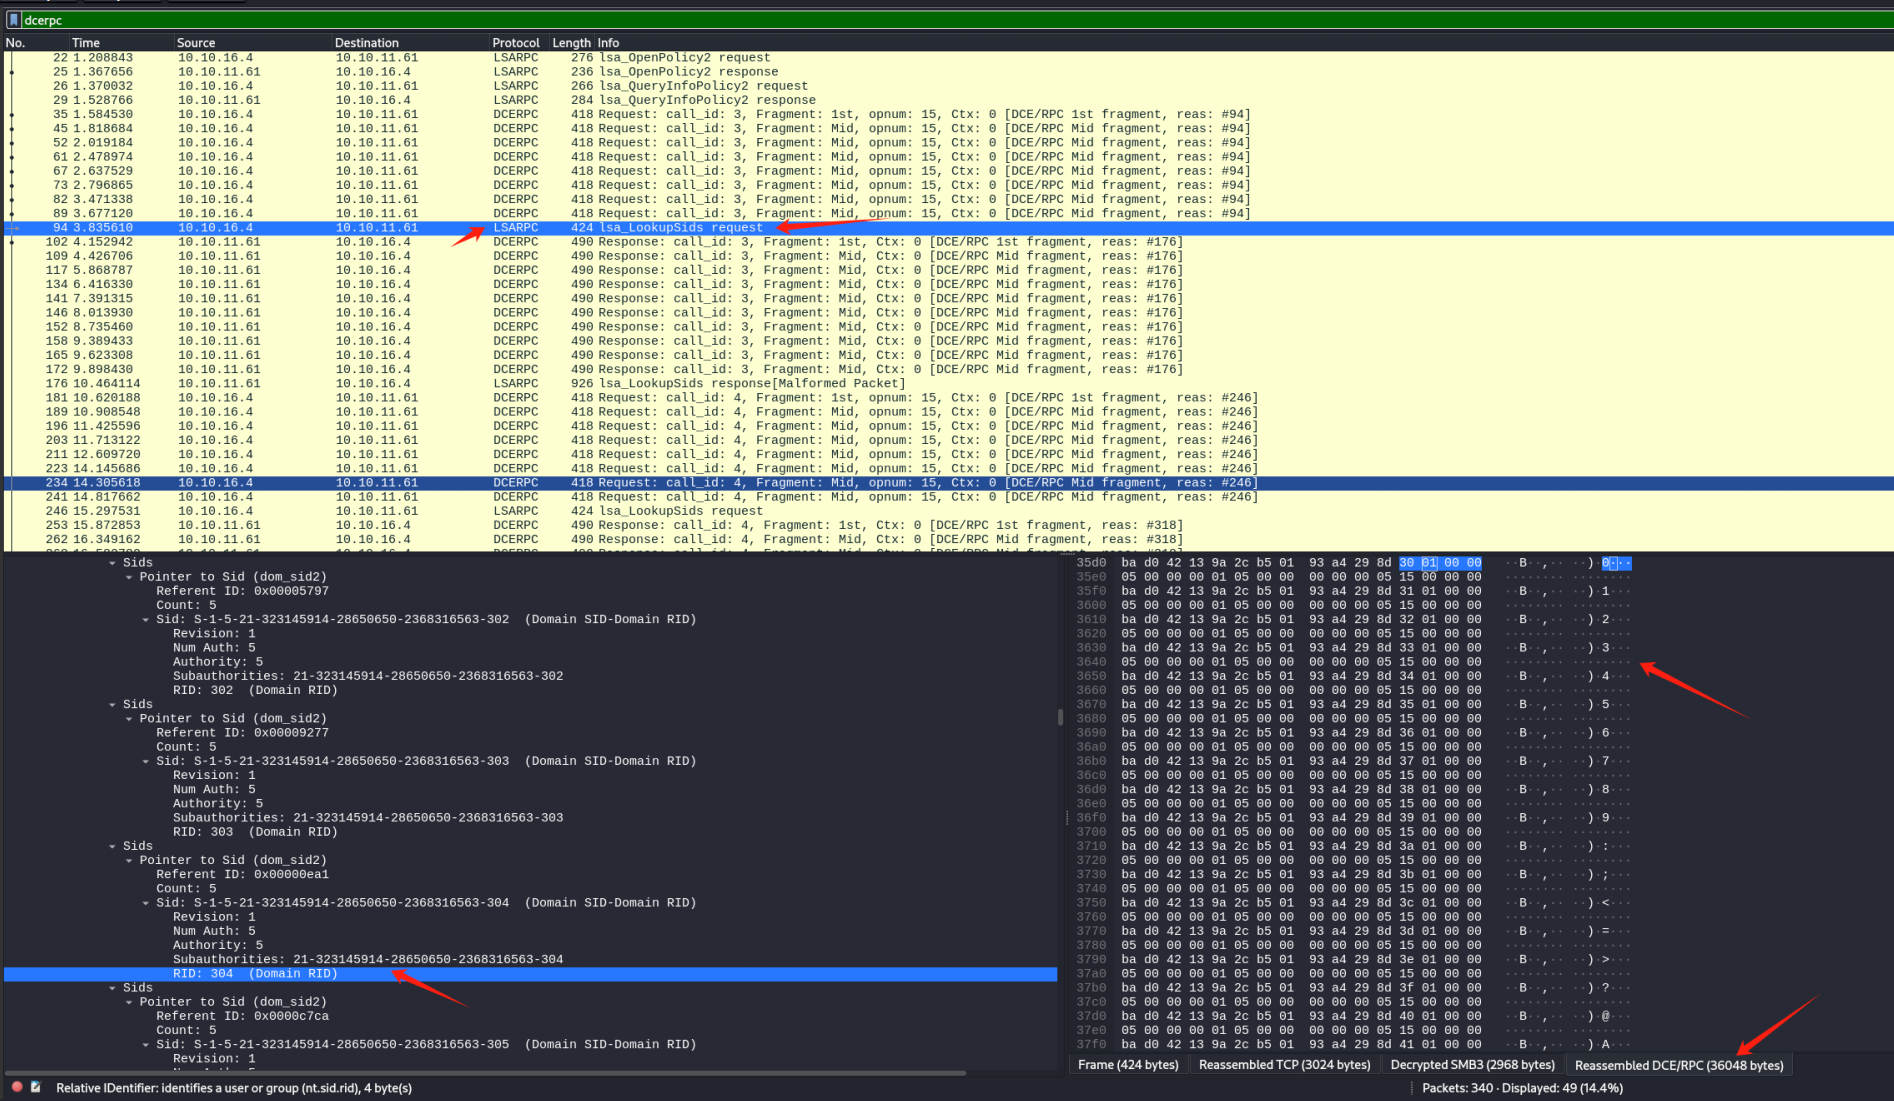 dcerpc
No. Time Source Destination Protocol Length Info
22 1.208843 10.10.16.4 10.10.11.61 LSARPC 276 lsa_OpenPolicy2 request
25 1.367656 10.10.11.61 10.10.16.4 LSARPC 236 lsa_OpenPolicy2 response
26 1.370032 10.10.16.4 10.10.11.61 LSARPC 266 lsa_QueryInfoPolicy2 request
29 1.528766 10.10.11.61 10.10.16.4 LSARPC 284 lsa_QueryInfoPolicy2 response
35 1.584530 10.10.16.4 10.10.11.61 DCERPC 418 Request: call_id: 3, Fragment: 1st, opnum: 15, Ctx: 0 [DCE/RPC 1st fragment, reas: #94]
45 1.818684 10.10.16.4 10.10.11.61 DCERPC 418 Request: call_id: 3, Fragment: Mid, opnum: 15, Ctx: 0 [DCE/RPC Mid fragment, reas: #94]
52 2.019184 10.10.16.4 10.10.11.61 DCERPC 418 Request: call_id: 3, Fragment: Mid, opnum: 15, Ctx: 0 [DCE/RPC Mid fragment, reas: #94]
61 2.478974 10.10.16.4 10.10.11.61 DCERPC 418 Request: call_id: 3, Fragment: Mid, opnum: 15, Ctx: 0 [DCE/RPC Mid fragment, reas: #94]
67 2.637529 10.10.16.4 10.10.11.61 DCERPC 418 Request: call_id: 3, Fragment: Mid, opnum: 15, Ctx: 0 [DCE/RPC Mid fragment, reas: #94]
73 2.796865 10.10.16.4 10.10.11.61 DCERPC 418 Request: call_id: 3, Fragment: Mid, opnum: 15, Ctx: 0 [DCE/RPC Mid fragment, reas: #94]
82 3.471338 10.10.16.4 10.10.11.61 DCERPC 418 Request: call_id: 3, Fragment: Mid, opnum: 15, Ctx: 0 [DCE/RPC Mid fragment, reas: #94]
89 3.677120 10.10.16.4 10.10.11.61 DCERPC 418 Request: call_id: 3, Fragment: Mid, opnum: 15, Ctx: 0 [DCE/RPC Mid fragment, reas: #94]
94 3.835610 10.10.16.4 10.10.11.61 LSARPC 424 lsa_LookupSids request
102 4.152942 10.10.11.61 10.10.16.4 DCERPC 490 Response: call_id: 3, Fragment: 1st, Ctx: 0 [DCE/RPC 1st fragment, reas: #176]
109 4.426706 10.10.11.61 10.10.16.4 DCERPC 490 Response: call_id: 3, Fragment: Mid, Ctx: 0 [DCE/RPC Mid fragment, reas: #176]
117 5.868787 10.10.11.61 10.10.16.4 DCERPC 490 Response: call_id: 3, Fragment: Mid, Ctx: 0 [DCE/RPC Mid fragment, reas: #176]
134 6.416330 10.10.11.61 10.10.16.4 DCERPC 490 Response: call_id: 3, Fragment: Mid, Ctx: 0 [DCE/RPC Mid fragment, reas: #176]
141 7.391315 10.10.11.61 10.10.16.4 DCERPC 490 Response: call_id: 3, Fragment: Mid, Ctx: 0 [DCE/RPC Mid fragment, reas: #176]
146 8.013930 10.10.11.61 10.10.16.4 DCERPC 490 Response: call_id: 3, Fragment: Mid, Ctx: 0 [DCE/RPC Mid fragment, reas: #176]
152 8.735460 10.10.11.61 10.10.16.4 DCERPC 490 Response: call_id: 3, Fragment: Mid, Ctx: 0 [DCE/RPC Mid fragment, reas: #176]
158 9.389433 10.10.11.61 10.10.16.4 DCERPC 490 Response: call_id: 3, Fragment: Mid, Ctx: 0 [DCE/RPC Mid fragment, reas: #176]
165 9.623308 10.10.11.61 10.10.16.4 DCERPC 490 Response: call_id: 3, Fragment: Mid, Ctx: 0 [DCE/RPC Mid fragment, reas: #176]
172 9.898430 10.10.11.61 10.10.16.4 DCERPC 490 Response: call_id: 3, Fragment: Mid, Ctx: 0 [DCE/RPC Mid fragment, reas: #176]
176 10.464114 10.10.11.61 10.10.16.4 LSARPC 926 lsa_LookupSids response[Malformed Packet]
181 10.620188 10.10.16.4 10.10.11.61 DCERPC 418 Request: call_id: 4, Fragment: 1st, opnum: 15, Ctx: 0 [DCE/RPC 1st fragment, reas: #246]
189 10.908548 10.10.16.4 10.10.11.61 DCERPC 418 Request: call_id: 4, Fragment: Mid, opnum: 15, Ctx: 0 [DCE/RPC Mid fragment, reas: #246]
196 11.425596 10.10.16.4 10.10.11.61 DCERPC 418 Request: call_id: 4, Fragment: Mid, opnum: 15, Ctx: 0 [DCE/RPC Mid fragment, reas: #246]
203 11.713122 10.10.16.4 10.10.11.61 DCERPC 418 Request: call_id: 4, Fragment: Mid, opnum: 15, Ctx: 0 [DCE/RPC Mid fragment, reas: #246]
211 12.609720 10.10.16.4 10.10.11.61 DCERPC 418 Request: call_id: 4, Fragment: Mid, opnum: 15, Ctx: 0 [DCE/RPC Mid fragment, reas: #246]
223 14.145686 10.10.16.4 10.10.11.61 DCERPC 418 Request: call_id: 4, Fragment: Mid, opnum: 15, Ctx: 0 [DCE/RPC Mid fragment, reas: #246]
234 14.305618 10.10.16.4 10.10.11.61 DCERPC 418 Request: call_id: 4, Fragment: Mid, opnum: 15, Ctx: 0 [DCE/RPC Mid fragment, reas: #246]
241 14.817662 10.10.16.4 10.10.11.61 DCERPC 418 Request: call_id: 4, Fragment: Mid, opnum: 15, Ctx: 0 [DCE/RPC Mid fragment, reas: #246]
246 15.297531 10.10.16.4 10.10.11.61 LSARPC 424 lsa_LookupSids request
253 15.872853 10.10.11.61 10.10.16.4 DCERPC 490 Response: call_id: 4, Fragment: 1st, Ctx: 0 [DCE/RPC 1st fragment, reas: #318]
262 16.349162 10.10.11.61 10.10.16.4 DCERPC 490 Response: call_id: 4, Fragment: Mid, Ctx: 0 [DCE/RPC Mid fragment, reas: #318]
Sids
Pointer to Sid (dom_sid2)
Referent ID: 0x00005797
Count: 5
Sid: S-1-5-21-323145914-28650650-2368316563-302 (Domain SID-Domain RID)
Revision: 1
Num Auth: 5
Authority: 5
Subauthorities: 21-323145914-28650650-2368316563-302
RID: 302 (Domain RID)
Sids
Pointer to Sid (dom_sid2)
Referent ID: 0x00009277
Count: 5
Sid: S-1-5-21-323145914-28650650-2368316563-303 (Domain SID-Domain RID)
Revision: 1
Num Auth: 5
Authority: 5
Subauthorities: 21-323145914-28650650-2368316563-303
RID: 303 (Domain RID)
Sids
Pointer to Sid (dom_sid2)
Referent ID: 0x00000ea1
Count: 5
Sid: S-1-5-21-323145914-28650650-2368316563-304 (Domain SID-Domain RID)
Revision: 1
Num Auth: 5
Authority: 5
Subauthorities: 21-323145914-28650650-2368316563-304
RID: 304 (Domain RID)
Sids
Pointer to Sid (dom_sid2)
Referent ID: 0x0000c7ca
Count: 5
Sid: S-1-5-21-323145914-28650650-2368316563-305 (Domain SID-Domain RID)
Revision: 1
35d0 ba d0 42 13 9a 2c b5 01 93 a4 29 8d 30 01 00 00 ··B··,·· ··)·0···
35e0 05 00 00 00 01 05 00 00 00 00 00 05 15 00 00 00
35f0 ba d0 42 13 9a 2c b5 01 93 a4 29 8d 31 01 00 00 ··B··,·· ··)·1···
3600 05 00 00 00 01 05 00 00 00 00 00 05 15 00 00 00
3610 ba d0 42 13 9a 2c b5 01 93 a4 29 8d 32 01 00 00 ··B··,·· ··)·2···
3620 05 00 00 00 01 05 00 00 00 00 00 05 15 00 00 00
3630 ba d0 42 13 9a 2c b5 01 93 a4 29 8d 33 01 00 00 ··B··,·· ··)·3···
3640 05 00 00 00 01 05 00 00 00 00 00 05 15 00 00 00
3650 ba d0 42 13 9a 2c b5 01 93 a4 29 8d 34 01 00 00 ··B··,·· ··)·4···
3660 05 00 00 00 01 05 00 00 00 00 00 05 15 00 00 00
3670 ba d0 42 13 9a 2c b5 01 93 a4 29 8d 35 01 00 00 ··B··,·· ··)·5···
3680 05 00 00 00 01 05 00 00 00 00 00 05 15 00 00 00
3690 ba d0 42 13 9a 2c b5 01 93 a4 29 8d 36 01 00 00 ··B··,·· ··)·6···
36a0 05 00 00 00 01 05 00 00 00 00 00 05 15 00 00 00
36b0 ba d0 42 13 9a 2c b5 01 93 a4 29 8d 37 01 00 00 ··B··,·· ··)·7···
36c0 05 00 00 00 01 05 00 00 00 00 00 05 15 00 00 00
36d0 ba d0 42 13 9a 2c b5 01 93 a4 29 8d 38 01 00 00 ··B··,·· ··)·8···
36e0 05 00 00 00 01 05 00 00 00 00 00 05 15 00 00 00
36f0 ba d0 42 13 9a 2c b5 01 93 a4 29 8d 39 01 00 00 ··B··,·· ··)·9···
3700 05 00 00 00 01 05 00 00 00 00 00 05 15 00 00 00
3710 ba d0 42 13 9a 2c b5 01 93 a4 29 8d 3a 01 00 00 ··B··,·· ··)·:···
3720 05 00 00 00 01 05 00 00 00 00 00 05 15 00 00 00
3730 ba d0 42 13 9a 2c b5 01 93 a4 29 8d 3b 01 00 00 ··B··,·· ··)·;···
3740 05 00 00 00 01 05 00 00 00 00 00 05 15 00 00 00
3750 ba d0 42 13 9a 2c b5 01 93 a4 29 8d 3c 01 00 00 ··B··,·· ··)·<···
3760 05 00 00 00 01 05 00 00 00 00 00 05 15 00 00 00
3770 ba d0 42 13 9a 2c b5 01 93 a4 29 8d 3d 01 00 00 ··B··,·· ··)·=···
3780 05 00 00 00 01 05 00 00 00 00 00 05 15 00 00 00
3790 ba d0 42 13 9a 2c b5 01 93 a4 29 8d 3e 01 00 00 ··B··,·· ··)·>···
37a0 05 00 00 00 01 05 00 00 00 00 00 05 15 00 00 00
37b0 ba d0 42 13 9a 2c b5 01 93 a4 29 8d 3f 01 00 00 ··B··,·· ··)·?···
37c0 05 00 00 00 01 05 00 00 00 00 00 05 15 00 00 00
37d0 ba d0 42 13 9a 2c b5 01 93 a4 29 8d 40 01 00 00 ··B··,·· ··)·@···
37e0 05 00 00 00 01 05 00 00 00 00 00 05 15 00 00 00
37f0 ba d0 42 13 9a 2c b5 01 93 a4 29 8d 41 01 00 00 ··B··,·· ··)·A···
Frame (424 bytes) Reassembled TCP (3024 bytes) Decrypted SMB3 (2968 bytes) Reassembled DCE/RPC (36048 bytes)
Relative IDentifier: identifies a user or group (nt.sid.rid), 4 byte(s) Packets: 340 · Displayed: 49 (14.4%)